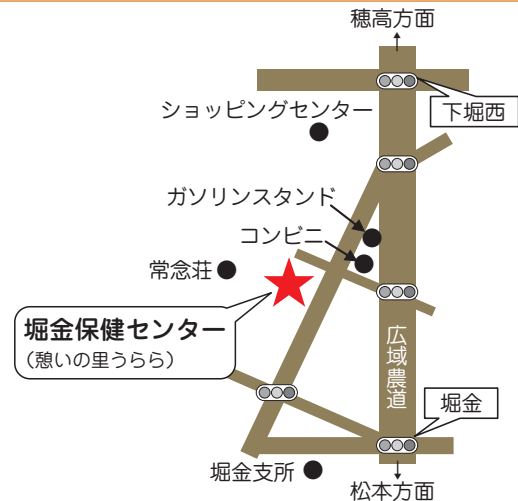 穂高方面
下堀西
ショッピングセンター
ガソリンスタンド
コンビニ
常念荘
堀金保健センター
（憩いの里うらら）
広域農道
堀金
堀金支所
松本方面